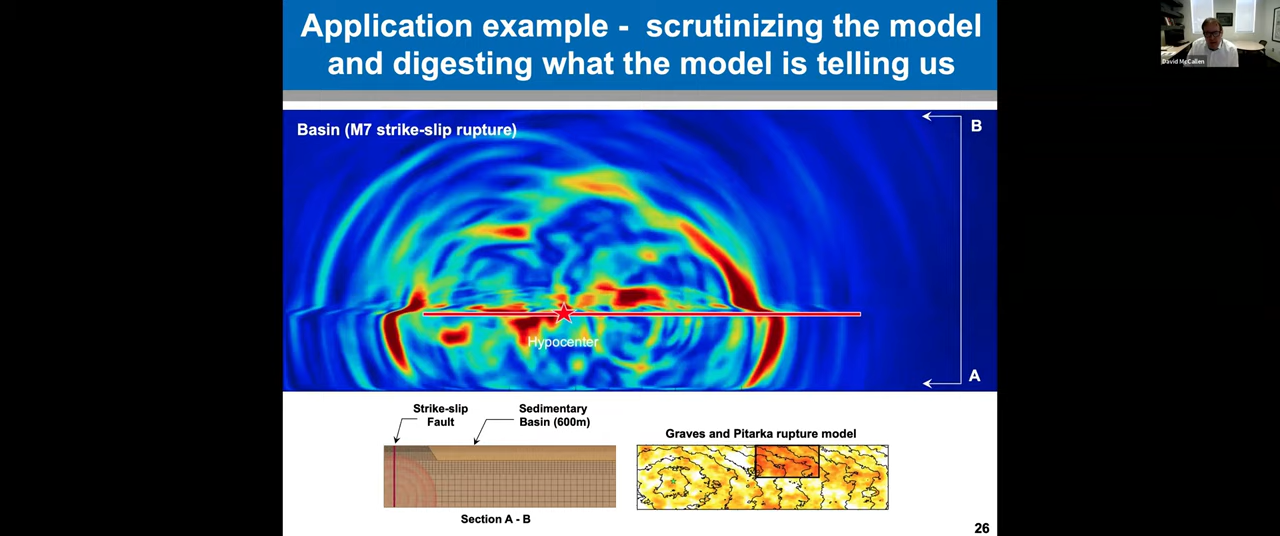 Application example -  scrutinizing the model
and digesting what the model is telling us
David McCallen
Basin (M7 strike-slip rupture)
B
Hypocenter
A
Strike-slip
Fault
Sedimentary
Basin (600m)
Graves and Pitarka rupture model
Section A - B
26